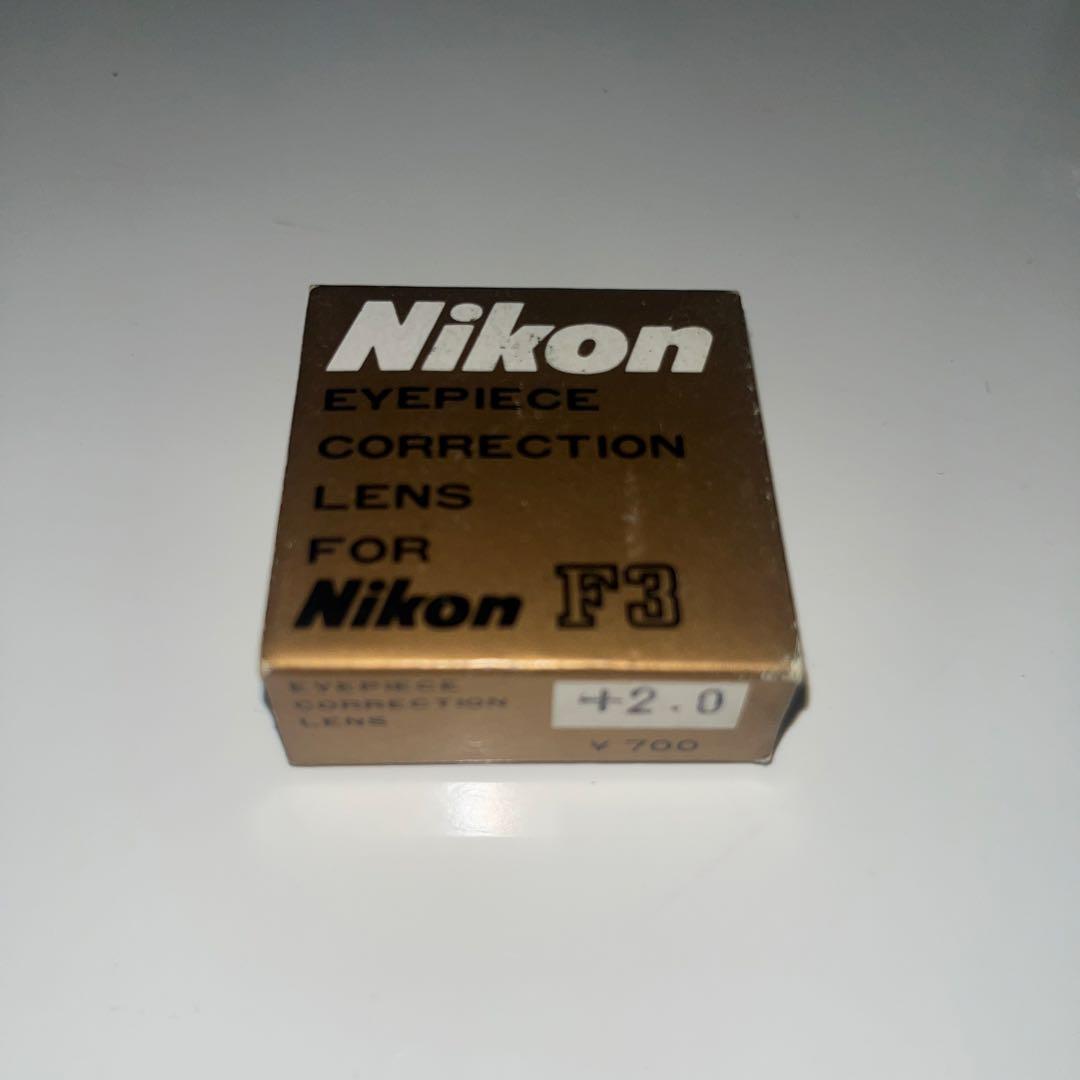 Nikon
EYEPIECE
CORRECTION
LENS
FOR
Nikon F3
EYEPIECE
CORRECTION
LENS
+2.0
¥700